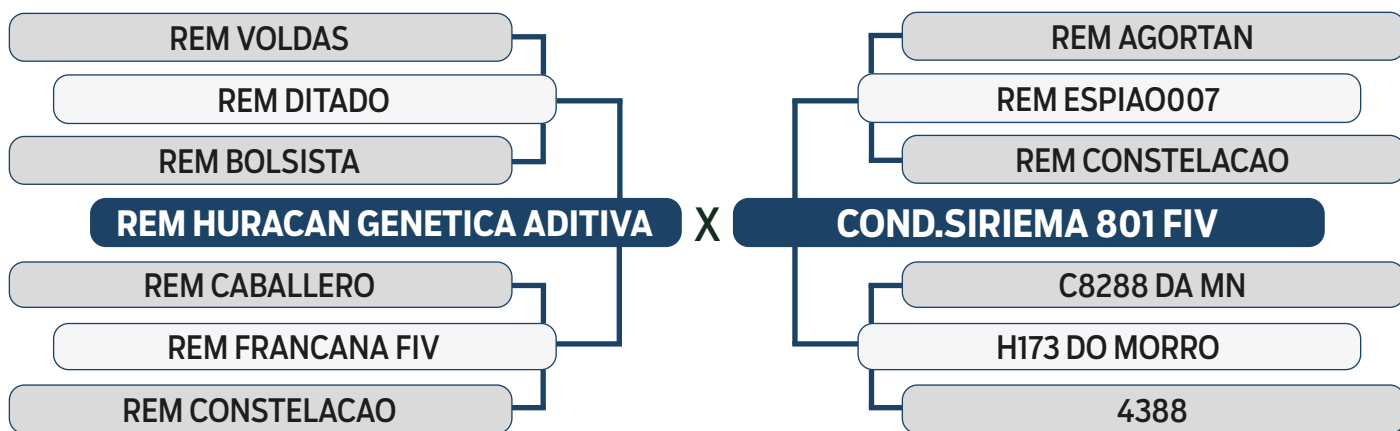 REM VOLDAS
REM DITADO
REM BOLSISTA
REM HURACAN GENETICA ADITIVA
REM CABALLERO
REM FRANCANA FIV
REM CONSTELACAO
X
REM AGORTAN
REM ESPIAO007
REM CONSTELACAO
COND.SIRIEMA 801 FIV
C8288 DA MN
H173 DO MORRO
4388